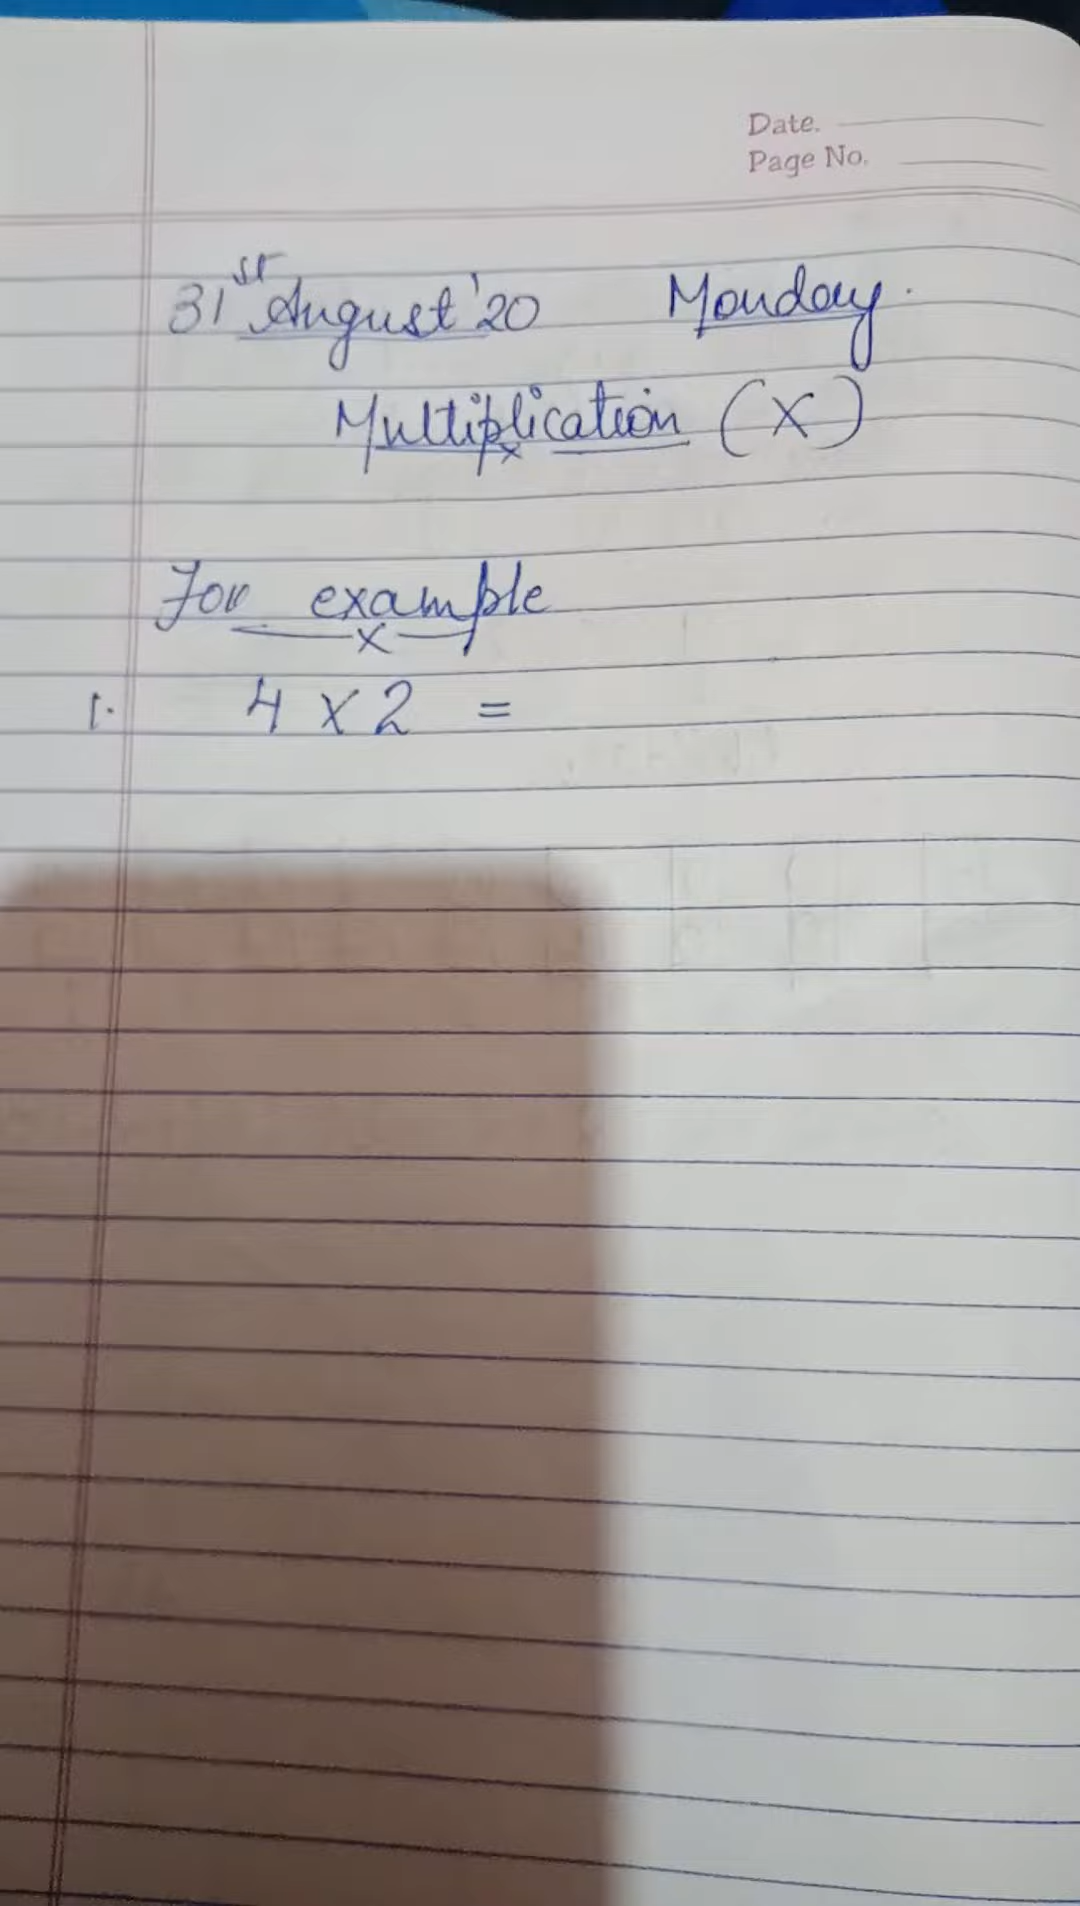 Date.
Page No.
31st August '20 Monday.
Multiplication (x)
For example
1. 4 x 2 =